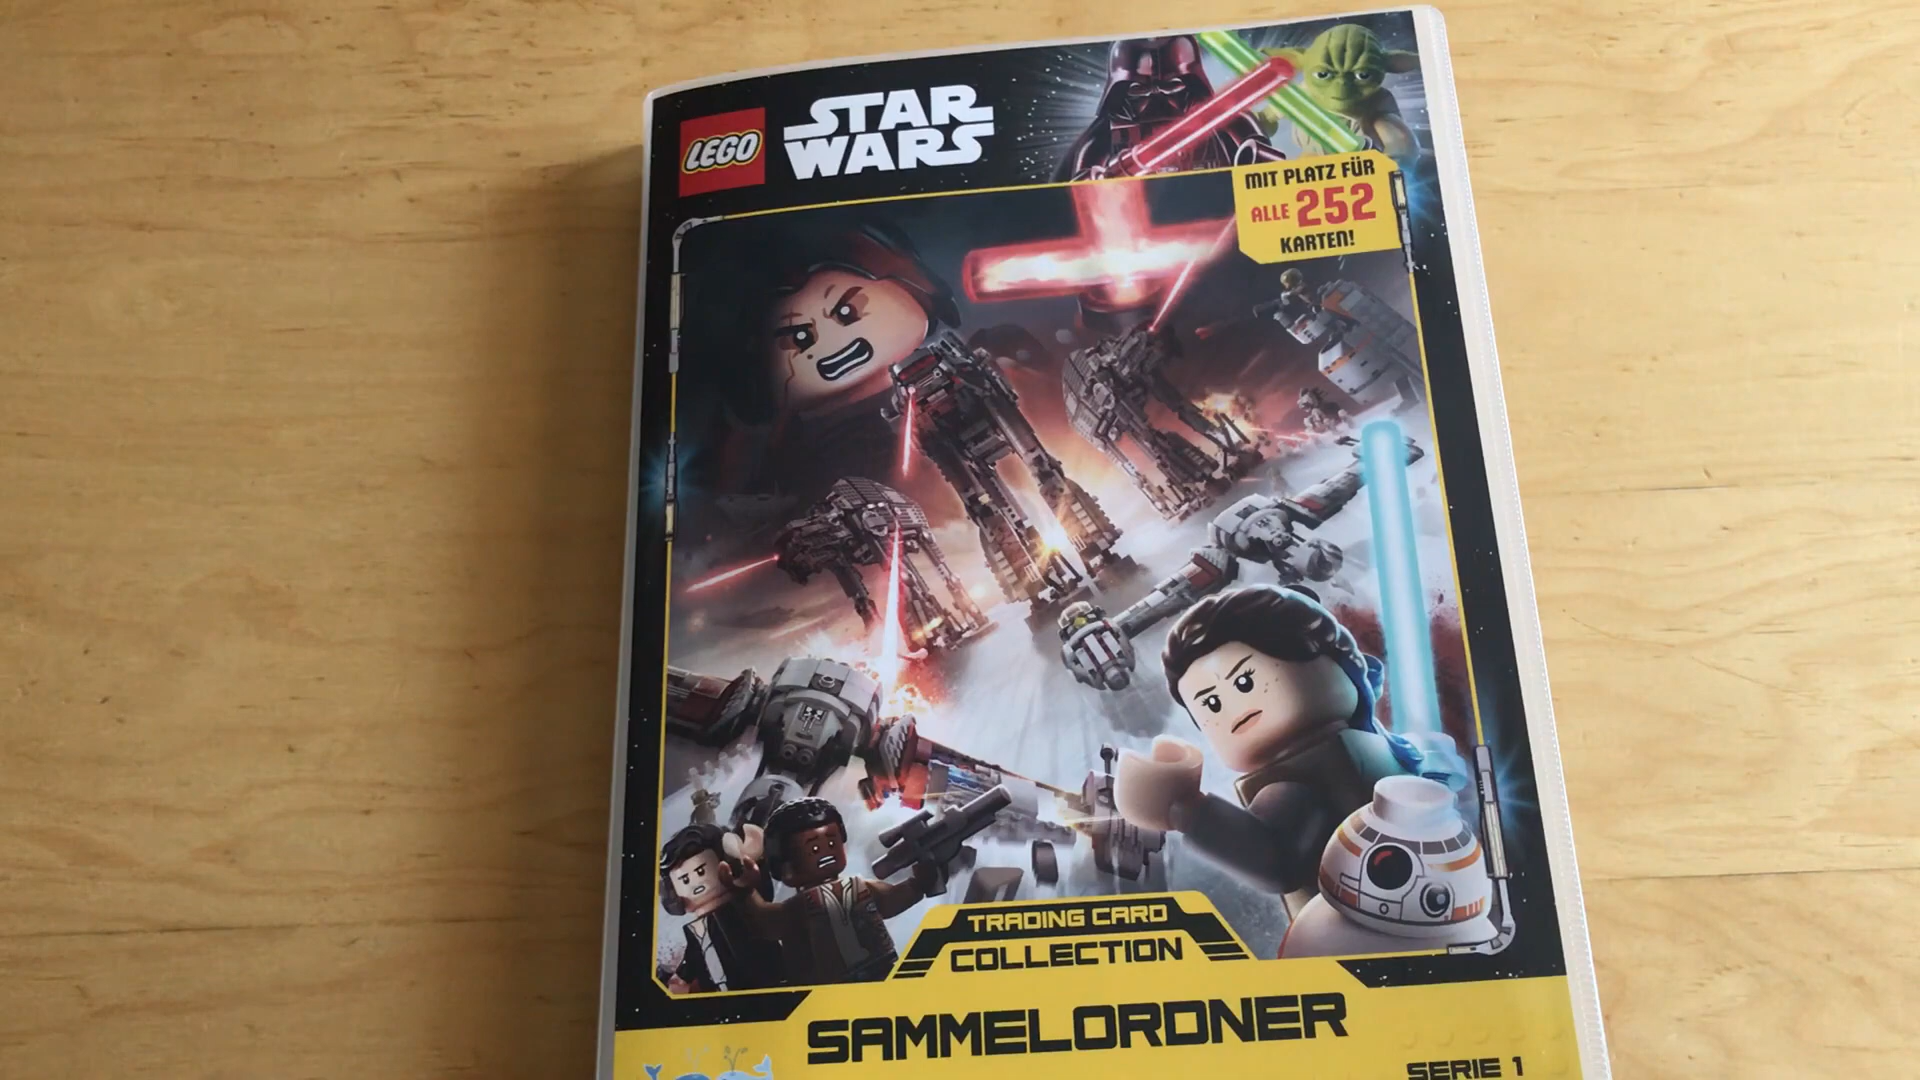 LEGO
STAR
WARS
MIT PLATZ FÜR
ALLE 252
KARTEN!
TRADING CARD
COLLECTION
SAMMELORDNER
SERIE 1